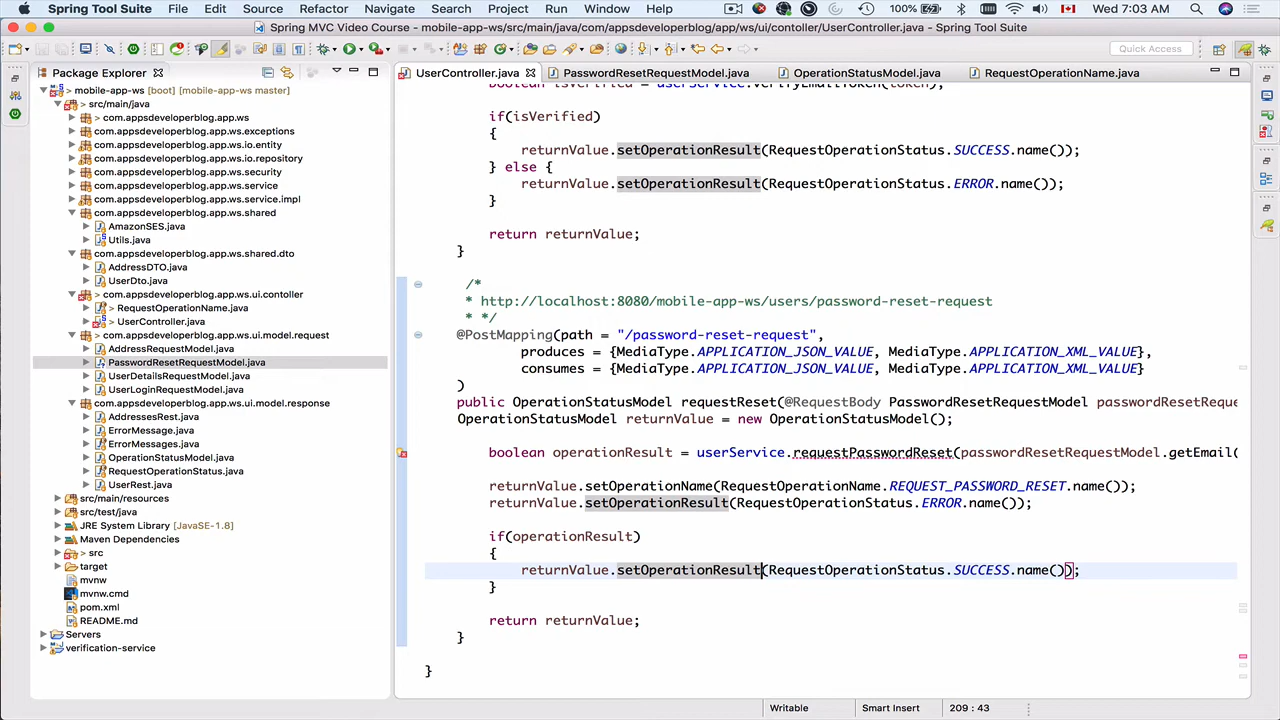 Spring Tool Suite File Edit Source Refactor Navigate Search Project Run Window Help 100% Wed 7:03 AM
Spring MVC Video Course - mobile-app-ws/src/main/java/com/appsdeveloperblog/app/ws/ui/contoller/UserController.java - Spring Tool Suite
Quick Access
Package Explorer
UserController.java
PasswordResetRequestModel.java
OperationStatusModel.java
RequestOperationName.java
> mobile-app-ws [boot] [mobile-app-ws master]
> src/main/java
> com.appsdeveloperblog.app.ws
com.appsdeveloperblog.app.ws.exceptions
com.appsdeveloperblog.app.ws.io.entity
com.appsdeveloperblog.app.ws.io.repository
com.appsdeveloperblog.app.ws.security
com.appsdeveloperblog.app.ws.service
com.appsdeveloperblog.app.ws.service.impl
com.appsdeveloperblog.app.ws.shared
AmazonSES.java
Utils.java
com.appsdeveloperblog.app.ws.shared.dto
AddressDTO.java
UserDto.java
> com.appsdeveloperblog.app.ws.ui.contoller
> RequestOperationName.java
> UserController.java
> com.appsdeveloperblog.app.ws.ui.model.request
AddressRequestModel.java
PasswordResetRequestModel.java
UserDetailsRequestModel.java
UserLoginRequestModel.java
com.appsdeveloperblog.app.ws.ui.model.response
AddressesRest.java
ErrorMessage.java
ErrorMessages.java
OperationStatusModel.java
RequestOperationStatus.java
UserRest.java
src/main/resources
src/test/java
JRE System Library [JavaSE-1.8]
Maven Dependencies
> src
target
mvnw
mvnw.cmd
pom.xml
README.md
Servers
verification-service
boolean isVerified = userService.verifyEmailToken(token);
if(isVerified)
{
returnValue.setOperationResult(RequestOperationStatus.SUCCESS.name());
} else {
returnValue.setOperationResult(RequestOperationStatus.ERROR.name());
}
return returnValue;
}
/*
* http://localhost:8080/mobile-app-ws/users/password-reset-request
* */
@PostMapping(path = "/password-reset-request",
produces = {MediaType.APPLICATION_JSON_VALUE, MediaType.APPLICATION_XML_VALUE},
consumes = {MediaType.APPLICATION_JSON_VALUE, MediaType.APPLICATION_XML_VALUE}
)
public OperationStatusModel requestReset(@RequestBody PasswordResetRequestModel passwordResetReque
OperationStatusModel returnValue = new OperationStatusModel();
boolean operationResult = userService.requestPasswordReset(passwordResetRequestModel.getEmail(
returnValue.setOperationName(RequestOperationName.REQUEST_PASSWORD_RESET.name());
returnValue.setOperationResult(RequestOperationStatus.ERROR.name());
if(operationResult)
{
returnValue.setOperationResult(RequestOperationStatus.SUCCESS.name());
}
return returnValue;
}
}
Writable Smart Insert 209 : 43